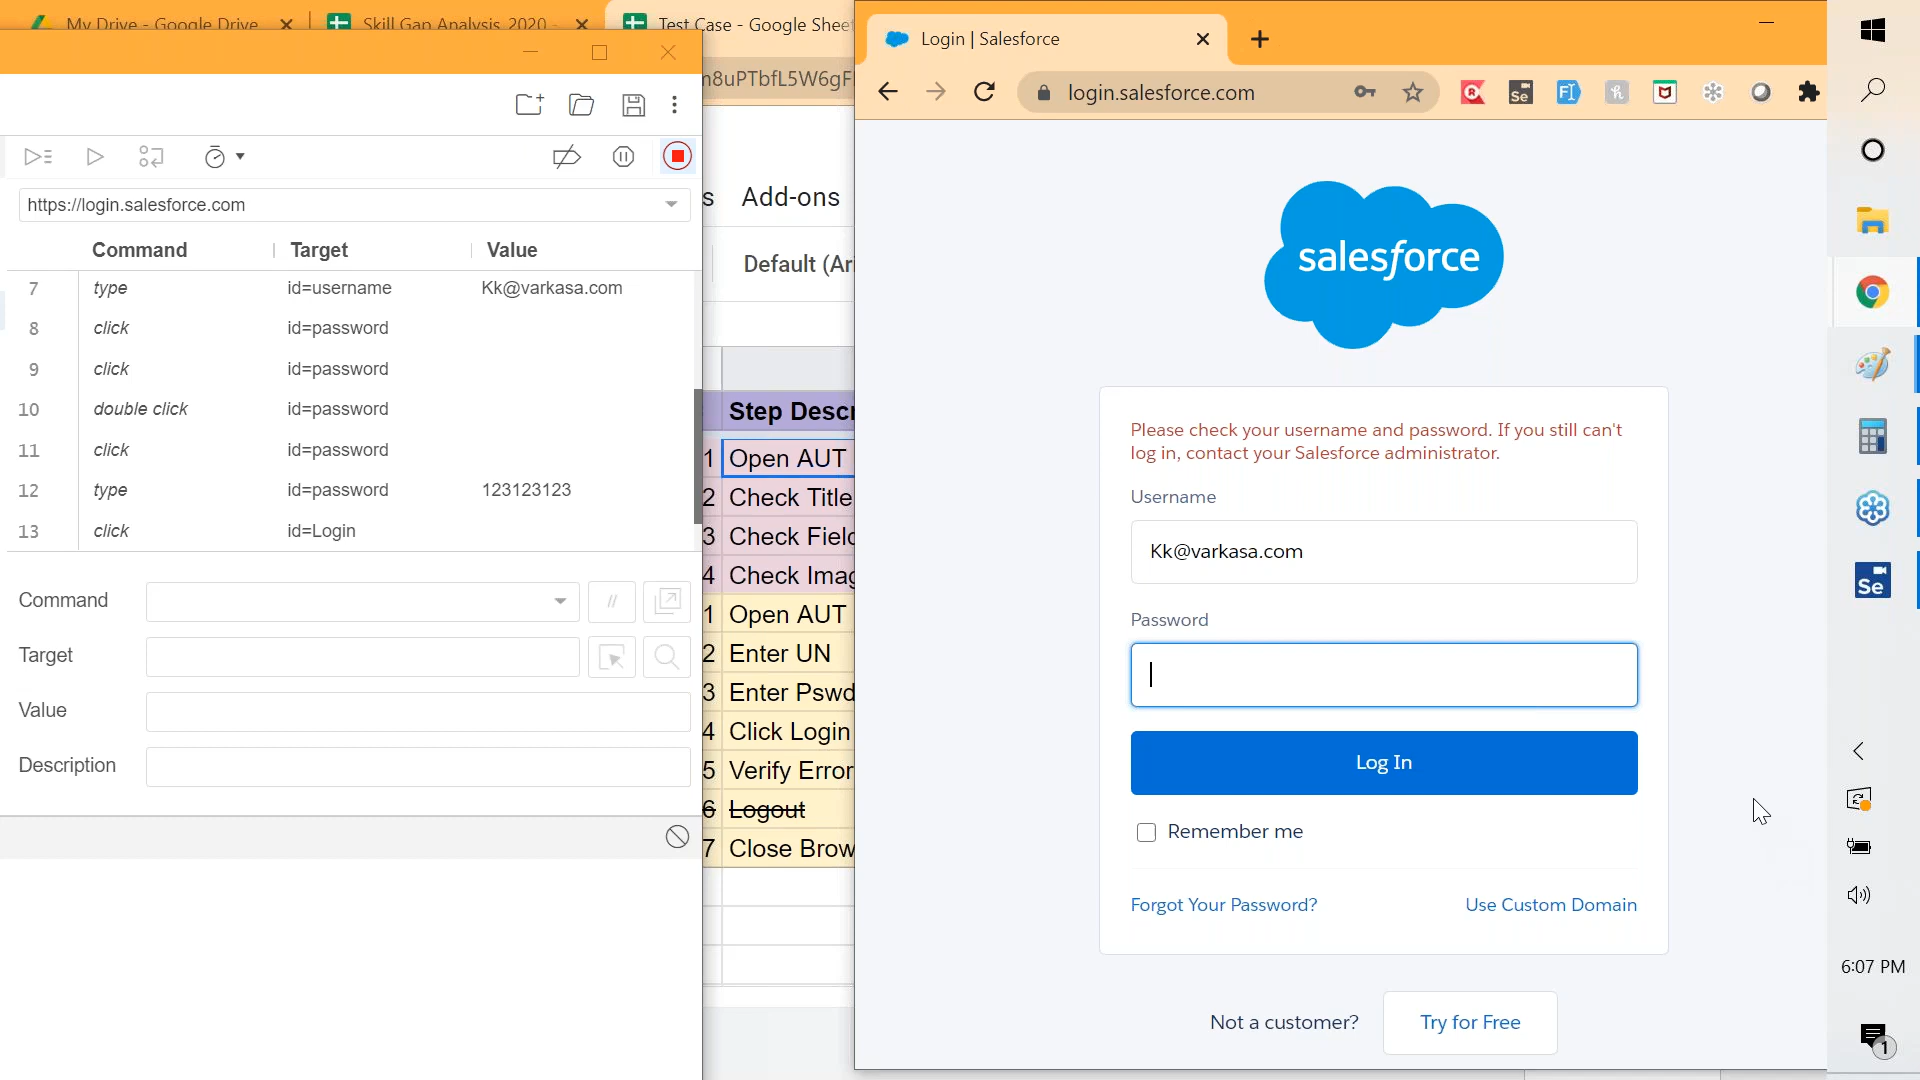 My Drive - Google Drive
Skill Gap Analysis_2020 -
Test Case - Google Sheet
https://login.salesforce.com
Command Target Value
7 type id=username Kk@varkasa.com
8 click id=password
9 click id=password
10 double click id=password
11 click id=password
12 type id=password 123123123
13 click id=Login
Command
//
Target
Value
Description
m8uPTbfL5W6gF
s Add-ons
Default (Ari
Step Descr
1 Open AUT
2 Check Title
3 Check Field
4 Check Imag
1 Open AUT
2 Enter UN
3 Enter Pswd
4 Click Login
5 Verify Error
6 Logout
7 Close Brow
Login | Salesforce
login.salesforce.com
Se
salesforce
Please check your username and password. If you still can't
log in, contact your Salesforce administrator.
Username
Kk@varkasa.com
Password
Log In
Remember me
Forgot Your Password?
Use Custom Domain
Not a customer?
Try for Free
Se
6:07 PM
1